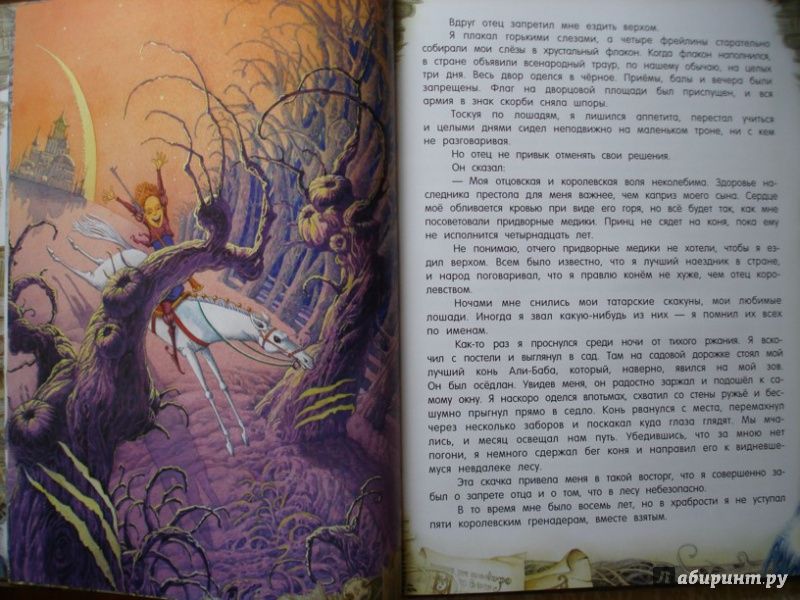 Вдруг отец запретил мне ездить верхом.
Я плакал горькими слезами, а четыре фрейлины старательно
собирали мои слёзы в хрустальный флакон. Когда флакон наполнился,
в стране объявили всенародный траур, по нашему обычаю, на целых
три дня. Весь двор оделся в чёрное. Приёмы, балы и вечера были
запрещены. Флаг на дворцовой площади был приспущен, и вся
армия в знак скорби сняла шпоры.
Тоскуя по лошадям, я лишился аппетита, перестал учиться
и целыми днями сидел неподвижно на маленьком троне, ни с кем
не разговаривая.
Но отец не привык отменять свои решения.
Он сказал:
— Моя отцовская и королевская воля неколебима. Здоровье на-
следника престола для меня важнее, чем каприз моего сына. Сердце
моё обливается кровью при виде его горя, но всё будет так, как мне
посоветовали придворные медики. Принц не сядет на коня, пока ему
не исполнится четырнадцать лет.
Не понимаю, отчего придворные медики не хотели, чтобы я ез-
дил верхом. Всем было известно, что я лучший наездник в стране,
и народ поговаривал, что я правлю конём не хуже, чем отец коро-
левством.
Ночами мне снились мои татарские скакуны, мои любимые
лошади. Иногда я звал какую-нибудь из них — я помнил их всех
по именам.
Как-то раз я проснулся среди ночи от тихого ржания. Я вско-
чил с постели и выглянул в сад. Там на садовой дорожке стоял мой
лучший конь Али-Баба, который, наверно, явился на мой зов.
Он был осёдлан. Увидев меня, он радостно заржал и подошёл к са-
мому окну. Я наскоро оделся впотьмах, схватил со стены ружьё и бес-
шумно прыгнул прямо в седло. Конь рванулся с места, перемахнул
через несколько заборов и поскакал куда глаза глядят. Мы мча-
лись, и месяц освещал нам путь. Убедившись, что за мною нет
погони, я немного сдержал бег коня и направил его к видневше-
муся невдалеке лесу.
Эта скачка привела меня в такой восторг, что я совершенно за-
был о запрете отца и о том, что в лесу небезопасно.
В то время мне было восемь лет, но в храбрости я не уступал
пяти королевским гренадерам, вместе взятым.
Лабиринт.ру